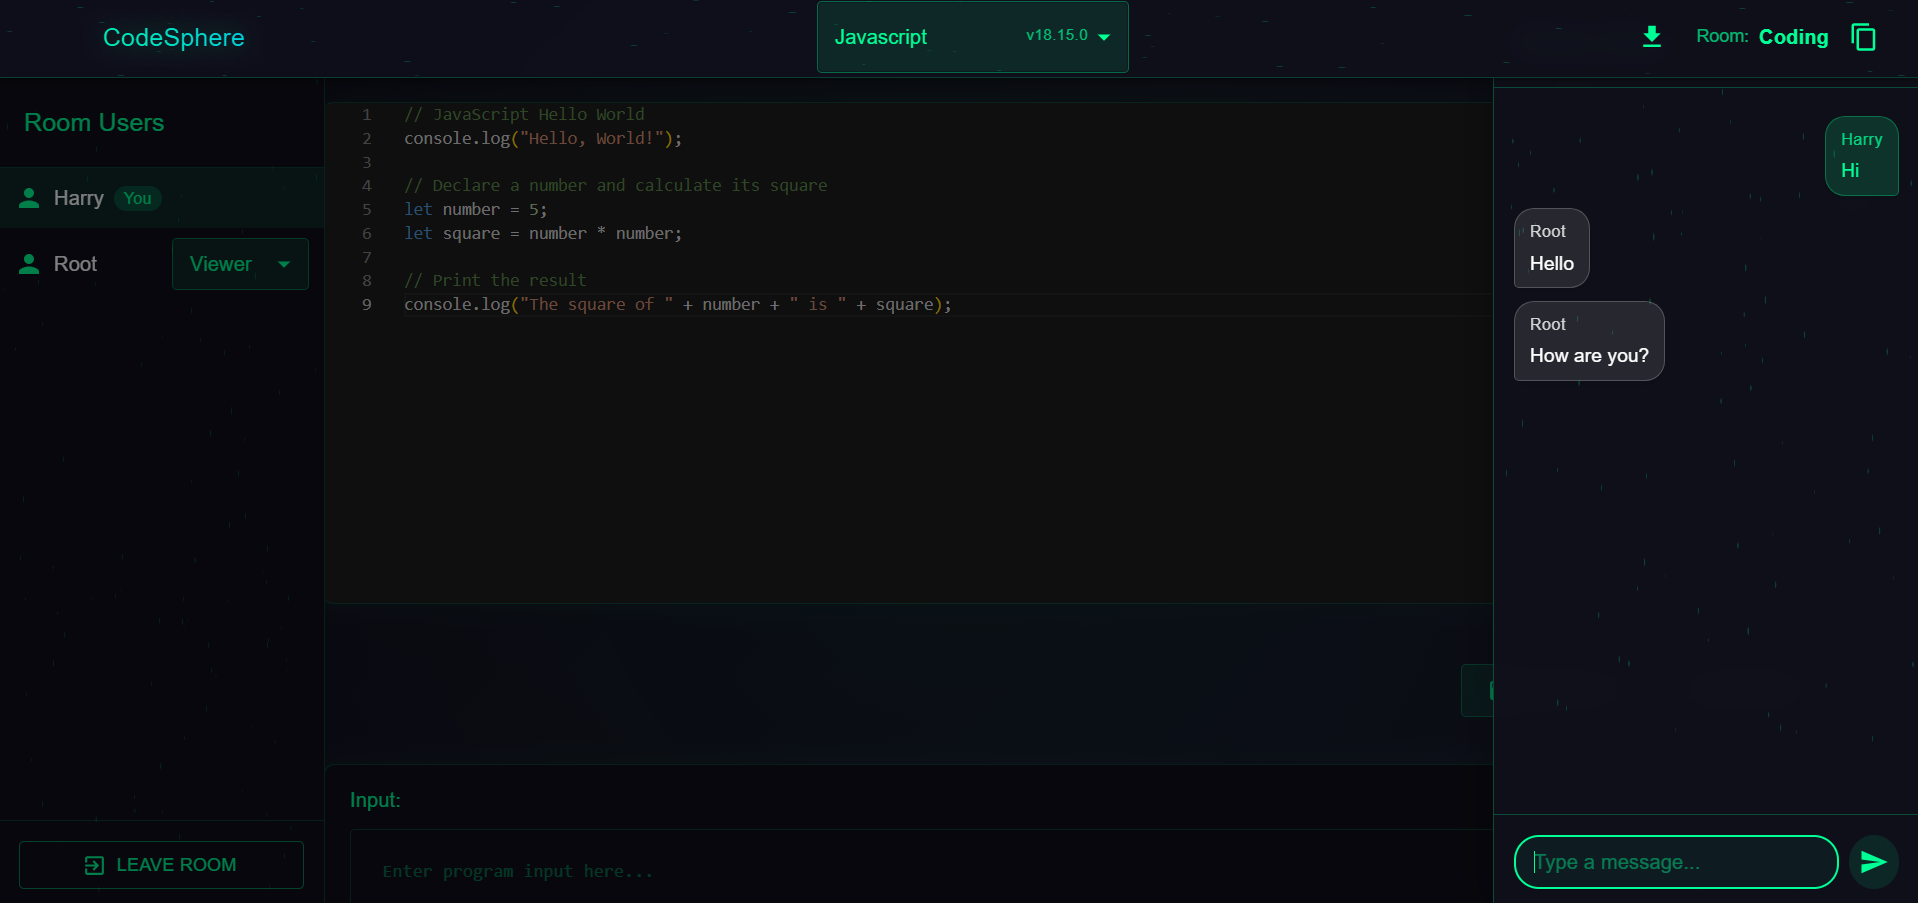 CodeSphere
Javascript v18.15.0
Room: Coding
Room Users
Harry You
Root Viewer
LEAVE ROOM
1 // JavaScript Hello World
2 console.log("Hello, World!");
3
4 // Declare a number and calculate its square
5 let number = 5;
6 let square = number * number;
7
8 // Print the result
9 console.log("The square of " + number + " is " + square);
Input:
Enter program input here...
Harry
Hi
Root
Hello
Root
How are you?
Type a message...